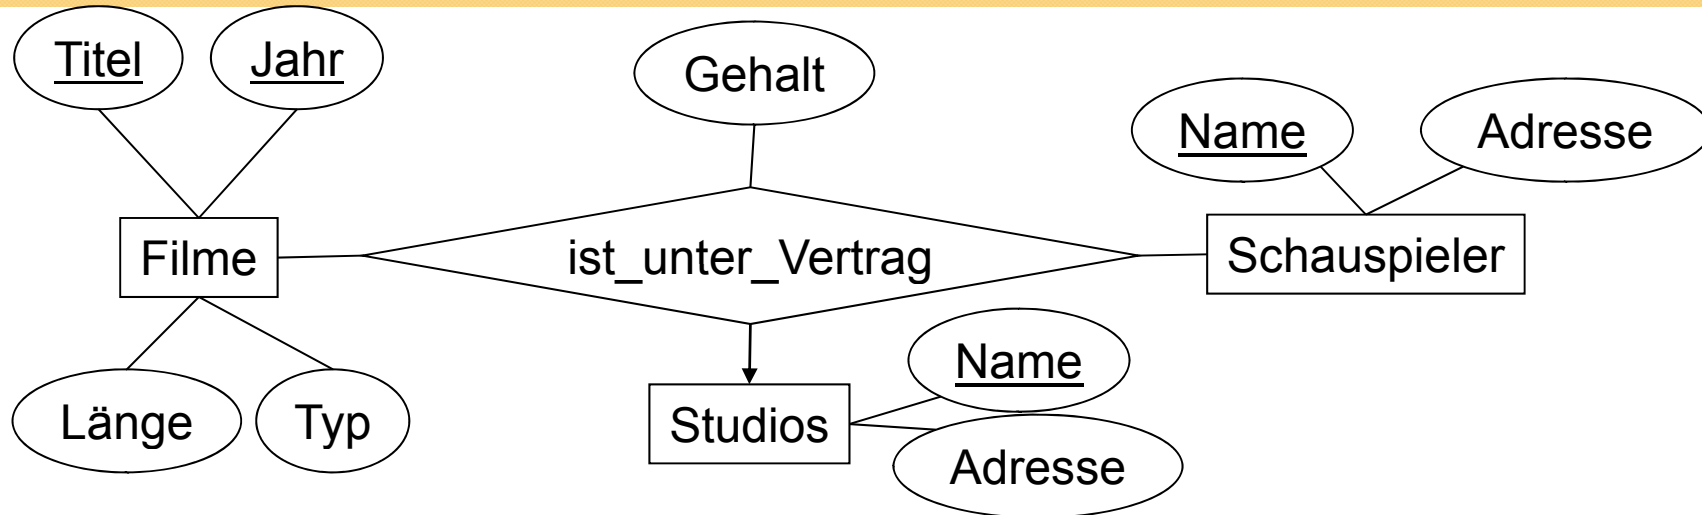 Titel
Jahr
Gehalt
Name
Adresse
Filme
ist_unter_Vertrag
Schauspieler
Länge
Typ
Studios
Name
Adresse